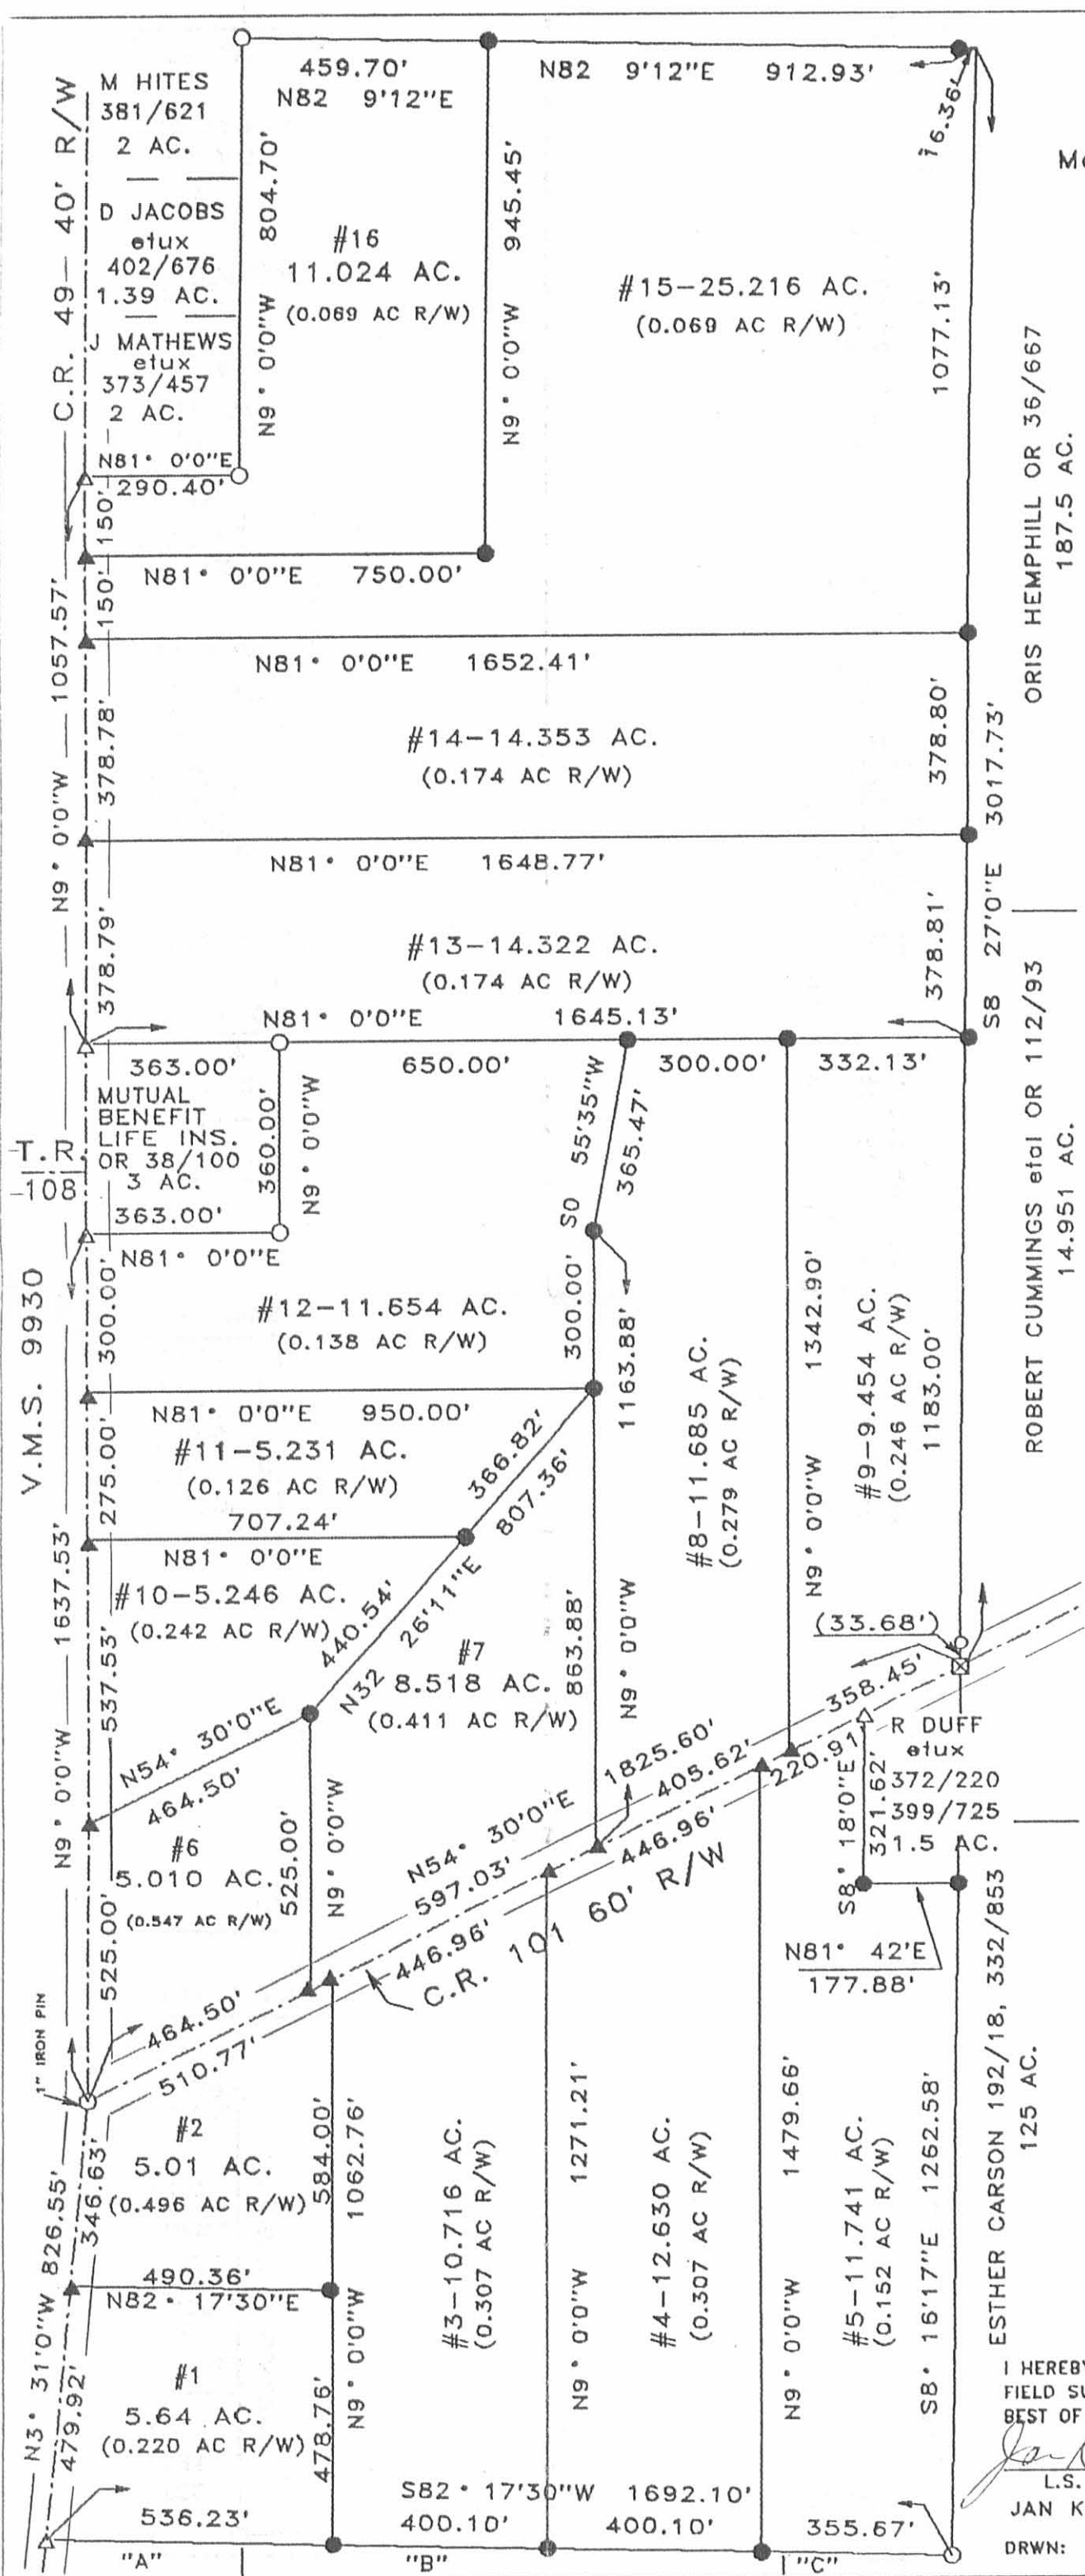 M HITES
381/621
2 AC.
D JACOBS
etux
402/676
1.39 AC.
J MATHEWS
etux
373/457
2 AC.
C.R. 49- 40' R/W
459.70'
N82 9'12"E
N82 9'12"E 912.93'
16.36'
804.70'
N9° 0'0"W
945.45'
N9° 0'0"W
#16
11.024 AC.
(0.069 AC R/W)
#15-25.216 AC.
(0.069 AC R/W)
1077.13'
ORIS HEMPHILL OR 36/667
187.5 AC.
N81° 0'0"E
290.40'
150'
150'
N81° 0'0"E 750.00'
N9° 0'0"W 1057.57'
N81° 0'0"E 1652.41'
#14-14.353 AC.
(0.174 AC R/W)
378.78'
378.80'
S8 27'0"E 3017.73'
N81° 0'0"E 1648.77'
#13-14.322 AC.
(0.174 AC R/W)
378.79'
378.81'
N81° 0'0"E 1645.13'
363.00'
650.00'
300.00'
332.13'
MUTUAL
BENEFIT
LIFE INS.
OR 38/100
3 AC.
363.00'
N81° 0'0"E
360.00'
N9° 0'0"W
T.R.
108
V.M.S. 9930
S0 55'35"W
365.47'
ROBERT CUMMINGS etal OR 112/93
14.951 AC.
#12-11.654 AC.
(0.138 AC R/W)
300.00'
300.00'
1163.88'
N9° 0'0"W
N81° 0'0"E 950.00'
#11-5.231 AC.
(0.126 AC R/W)
275.00'
707.24'
N81° 0'0"E
366.82'
807.36'
N32 26'11"E
440.54'
#10-5.246 AC.
(0.242 AC R/W)
537.53'
N9° 0'0"W 1637.53'
#7
8.518 AC.
(0.411 AC R/W)
863.88'
#8-11.685 AC.
(0.279 AC R/W)
N9° 0'0"W 1342.90'
#9-9.454 AC.
(0.246 AC R/W)
1183.00'
(33.68')
N54° 30'0"E
464.50'
#6
5.010 AC.
(0.547 AC R/W)
525.00'
525.00'
N9° 0'0"W
N54° 30'0"E 1825.60'
464.50'
597.03'
405.62'
358.45'
510.77'
446.96'
446.96'
220.91'
C.R. 101 60' R/W
R DUFF
etux
372/220
399/725
1.5 AC.
S8° 18'0"E
321.62'
N81° 42'E
177.88'
ESTHER CARSON 192/18, 332/853
125 AC.
1" IRON PIN
#2
5.01 AC.
(0.496 AC R/W)
346.63'
584.00'
1062.76'
N9° 0'0"W
490.36'
N82° 17'30"E
N3° 31'0"W 826.55'
479.92'
#1
5.64 AC.
(0.220 AC R/W)
478.76'
#3-10.716 AC.
(0.307 AC R/W)
N9° 0'0"W 1271.21'
#4-12.630 AC.
(0.307 AC R/W)
N9° 0'0"W 1479.66'
#5-11.741 AC.
(0.152 AC R/W)
S8° 16'17"E 1262.58'
S82° 17'30"W 1692.10'
536.23'
400.10'
400.10'
355.67'
"A"
"B"
"C"
I HEREBY
FIELD SU
BEST OF
L.S.
JAN K
DRWN: